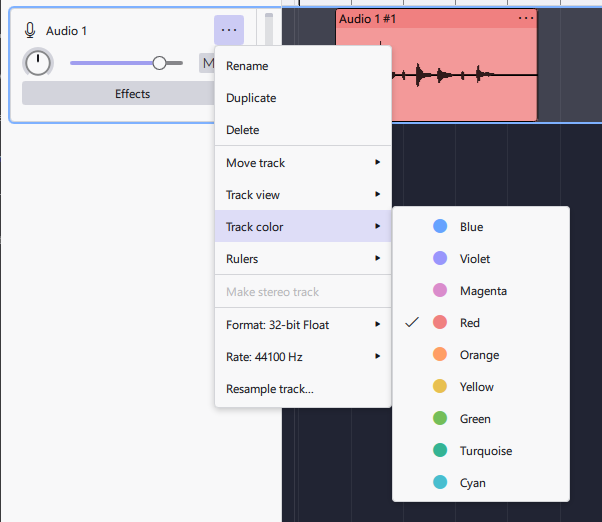 Audio 1
Audio 1 #1
M
Effects
Rename
Duplicate
Delete
Move track
Track view
Track color
Rulers
Make stereo track
Format: 32-bit Float
Rate: 44100 Hz
Resample track...
Blue
Violet
Magenta
Red
Orange
Yellow
Green
Turquoise
Cyan